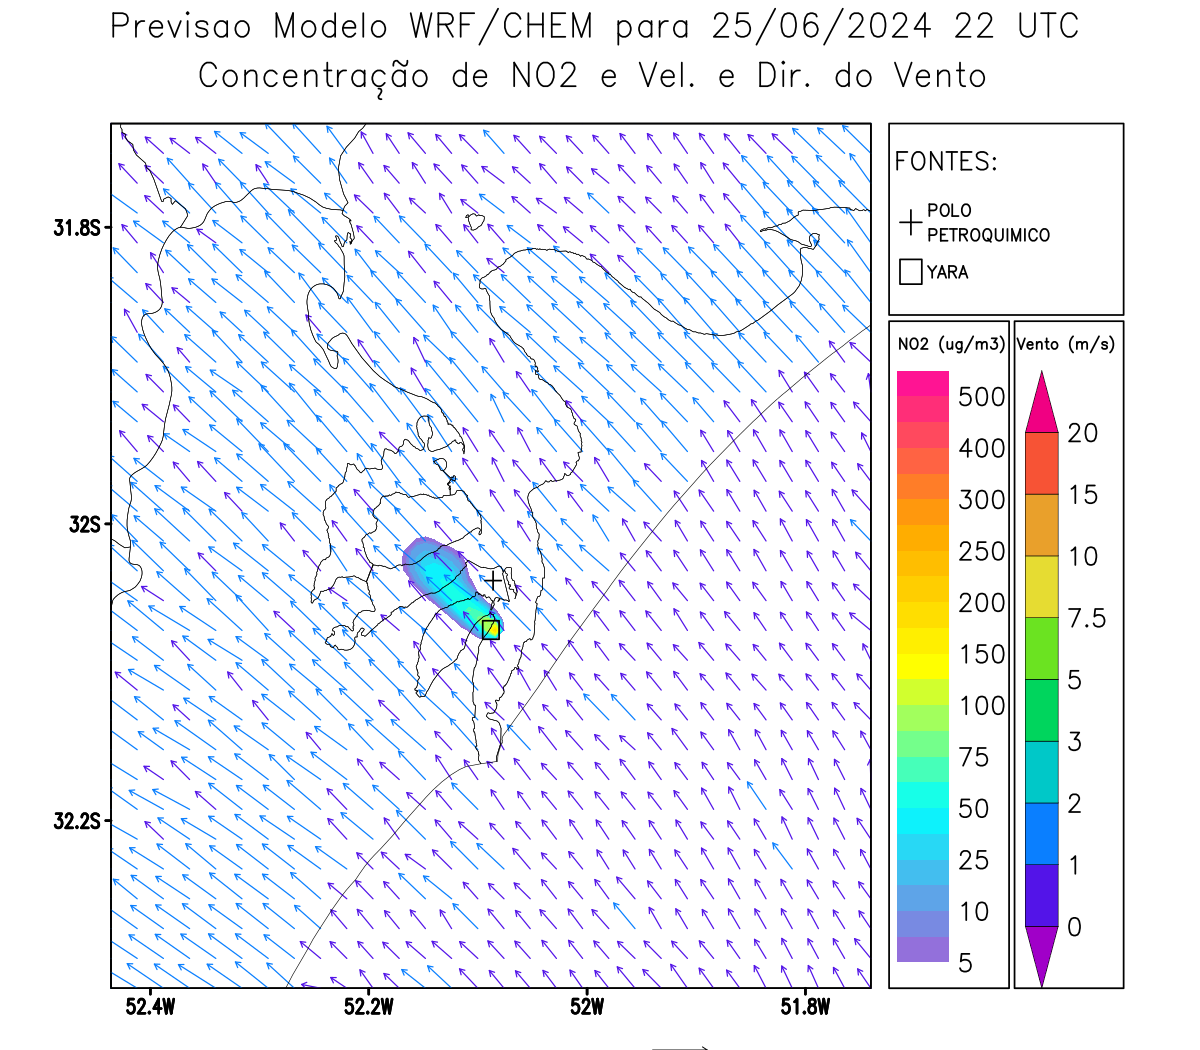 Previsao Modelo WRF/CHEM para 25/06/2024 22 UTC
Concentração de NO2 e Vel. e Dir. do Vento
FONTES:
POLO
PETROQUIMICO
YARA
NO2 (ug/m3)
500
400
300
250
200
150
100
75
50
25
10
5
Vento (m/s)
20
15
10
7.5
5
3
2
1
0
31.8S
32S
32.2S
52.4W
52.2W
52W
51.8W